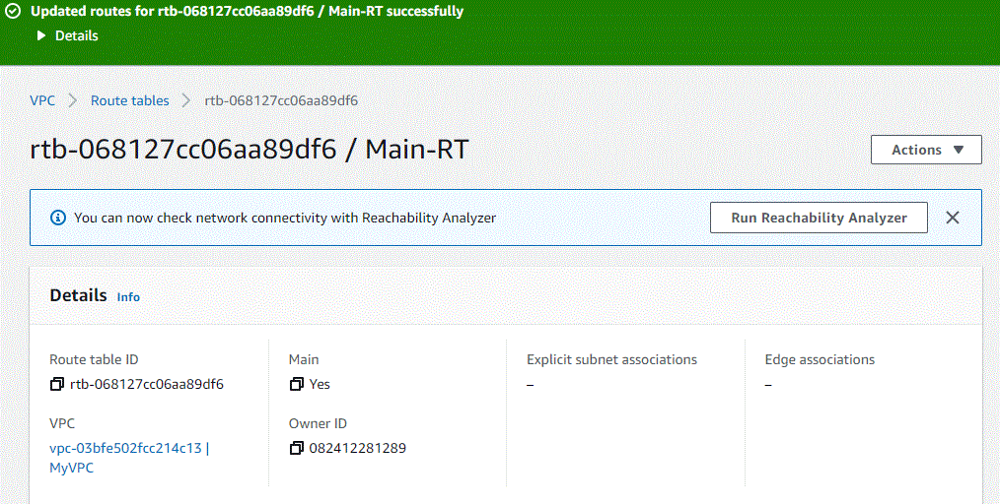 Updated routes for rtb-068127cc06aa89df6 / Main-RT successfully
Details
VPC Route tables rtb-068127cc06aa89df6
rtb-068127cc06aa89df6 / Main-RT
Actions
You can now check network connectivity with Reachability Analyzer
Run Reachability Analyzer
Details Info
Route table ID
rtb-068127cc06aa89df6
Main
Yes
Explicit subnet associations
–
Edge associations
–
VPC
vpc-03bfe502fcc214c13 |
MyVPC
Owner ID
082412281289